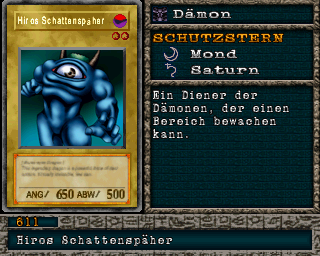 Hiros Schattenspäher
ANG/ 650 ABW/ 500
Dämon
SCHUTZSTERN
Mond
Saturn
Ein Diener der
Dämonen, der einen
Bereich bewachen
kann.
611
Hiros Schattenspäher